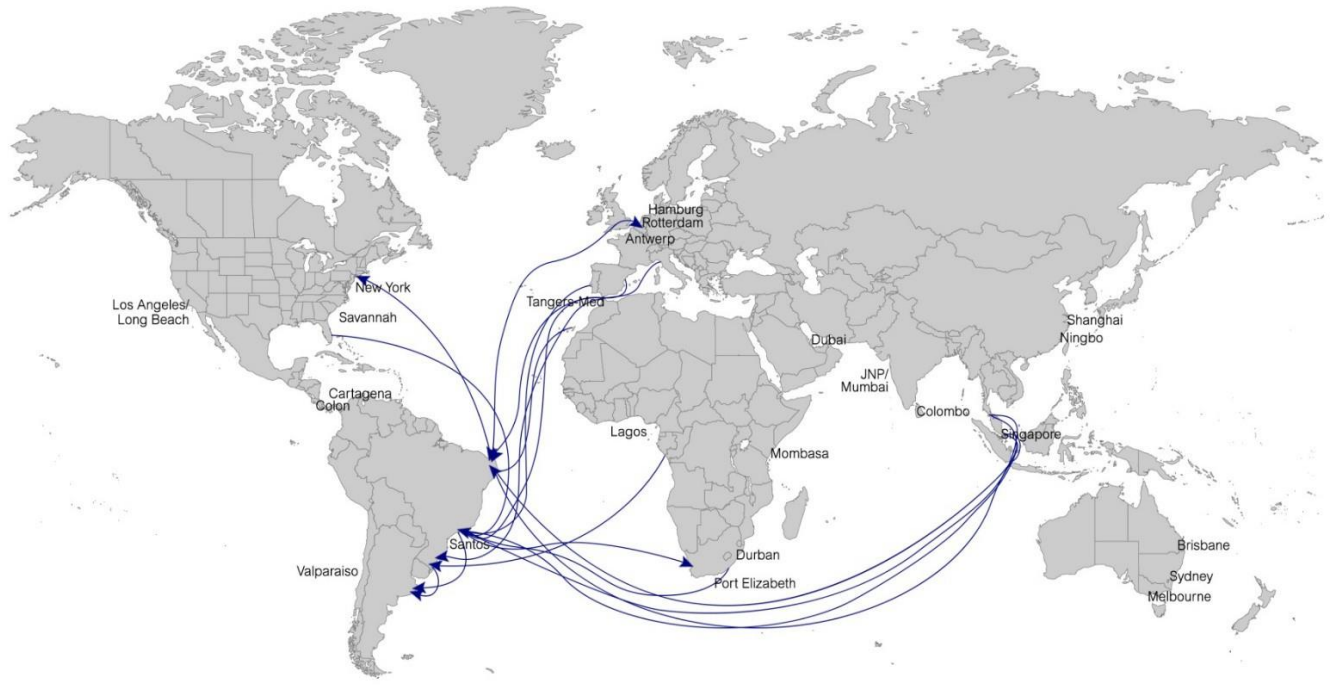 Hamburg
Rotterdam
Antwerp
New York
Tangers-Med
Los Angeles/
Long Beach
Savannah
Shanghai
Ningbo
Dubai
JNP/
Mumbai
Cartagena
Colon
Colombo
Lagos
Singapore
Mombasa
Santos
Brisbane
Durban
Valparaiso
Port Elizabeth
Sydney
Melbourne